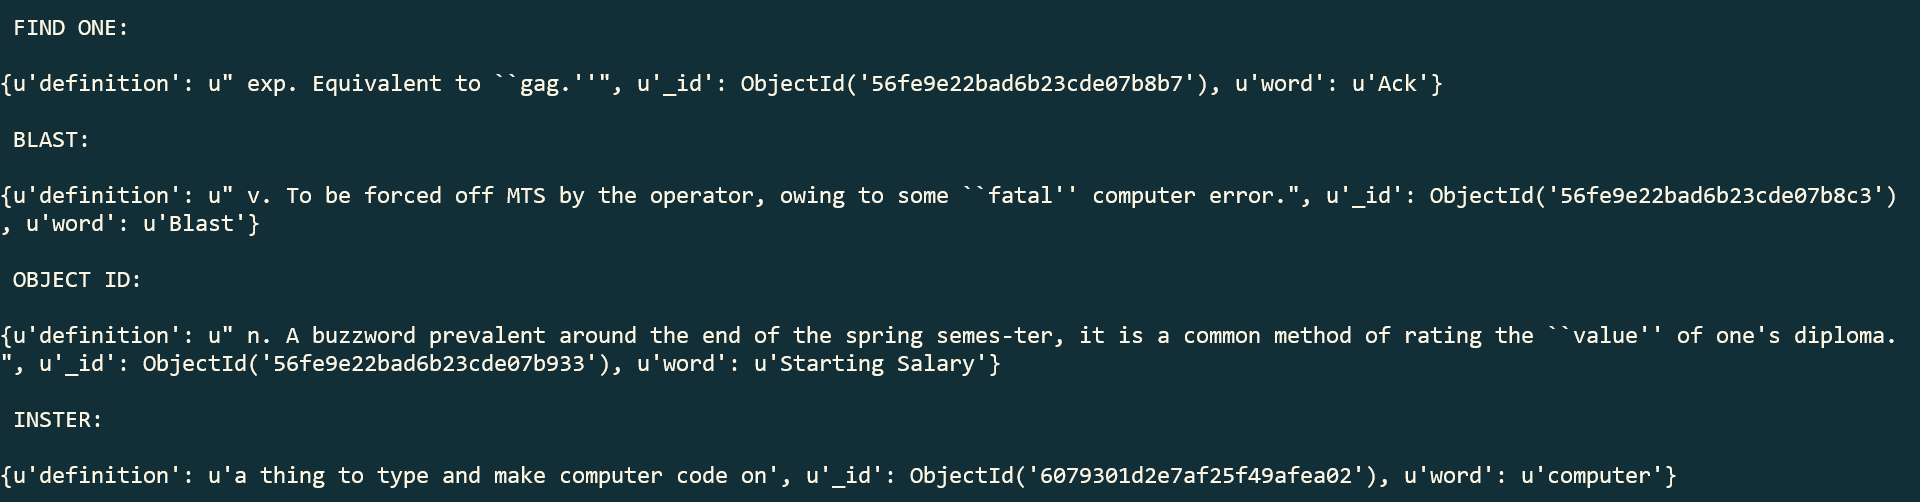 FIND ONE:
{u'definition': u" exp. Equivalent to ``gag.''", u'_id': ObjectId('56fe9e22bad6b23cde07b8b7'), u'word': u'Ack'}
BLAST:
{u'definition': u" v. To be forced off MTS by the operator, owing to some ``fatal'' computer error.", u'_id': ObjectId('56fe9e22bad6b23cde07b8c3')
, u'word': u'Blast'}
OBJECT ID:
{u'definition': u" n. A buzzword prevalent around the end of the spring semes-ter, it is a common method of rating the ``value'' of one's diploma.
", u'_id': ObjectId('56fe9e22bad6b23cde07b933'), u'word': u'Starting Salary'}
INSTER:
{u'definition': u'a thing to type and make computer code on', u'_id': ObjectId('6079301d2e7af25f49afea02'), u'word': u'computer'}